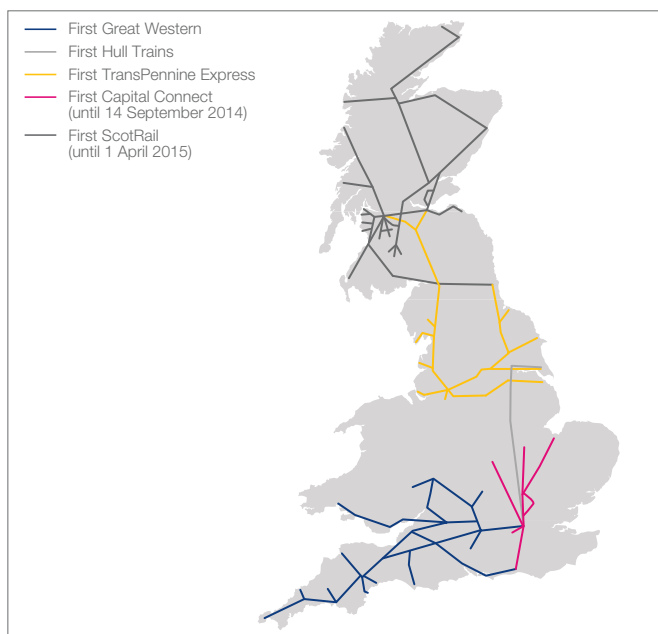 First Great Western
First Hull Trains
First TransPennine Express
First Capital Connect
(until 14 September 2014)
First ScotRail
(until 1 April 2015)